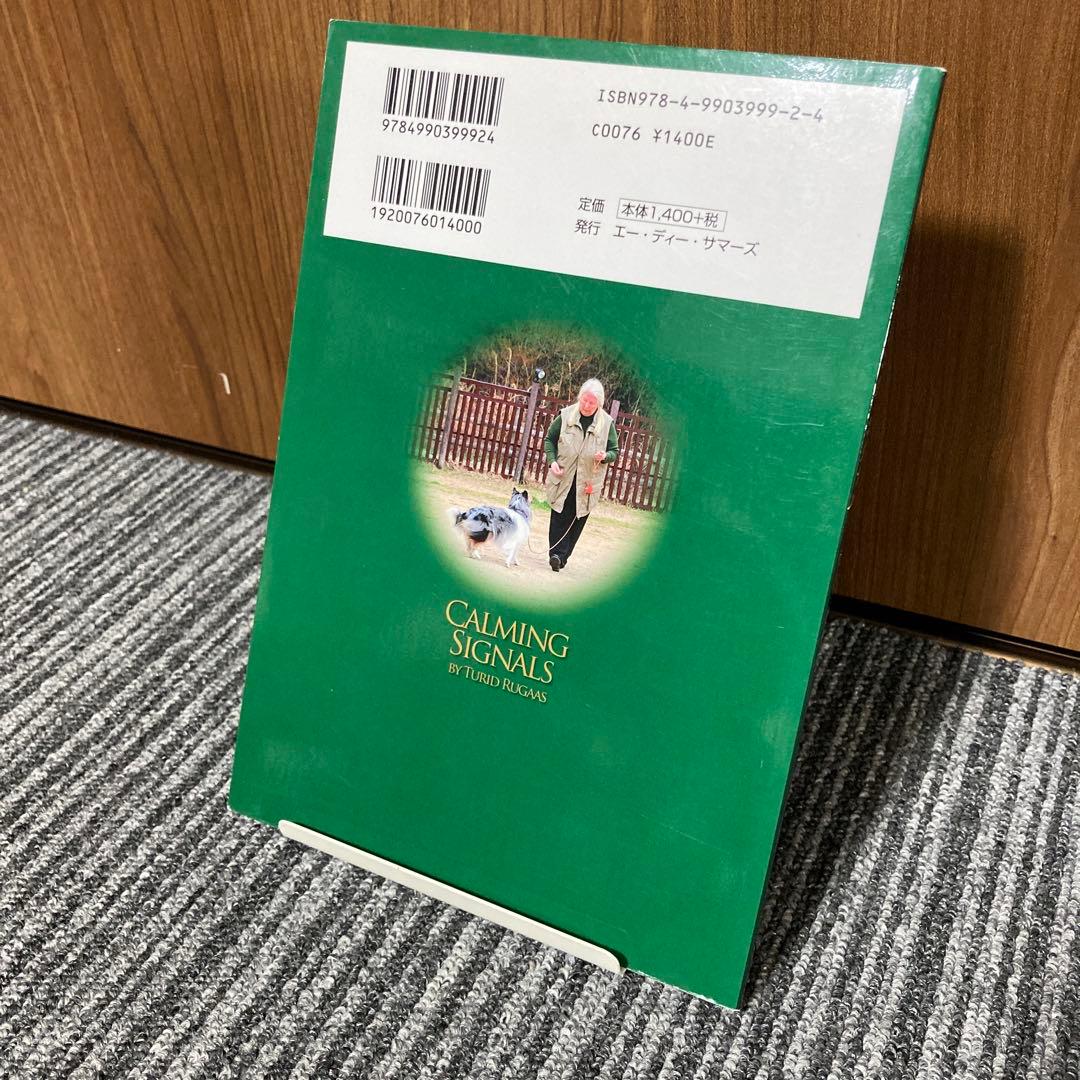 9784990399924
ISBN978-4-9903999-2-4
C0076 ¥1400E
1920076014000
定価 本体1,400+税
発行 エー・ディー・サマーズ
CALMING
SIGNALS
BY TURID RUGAAS